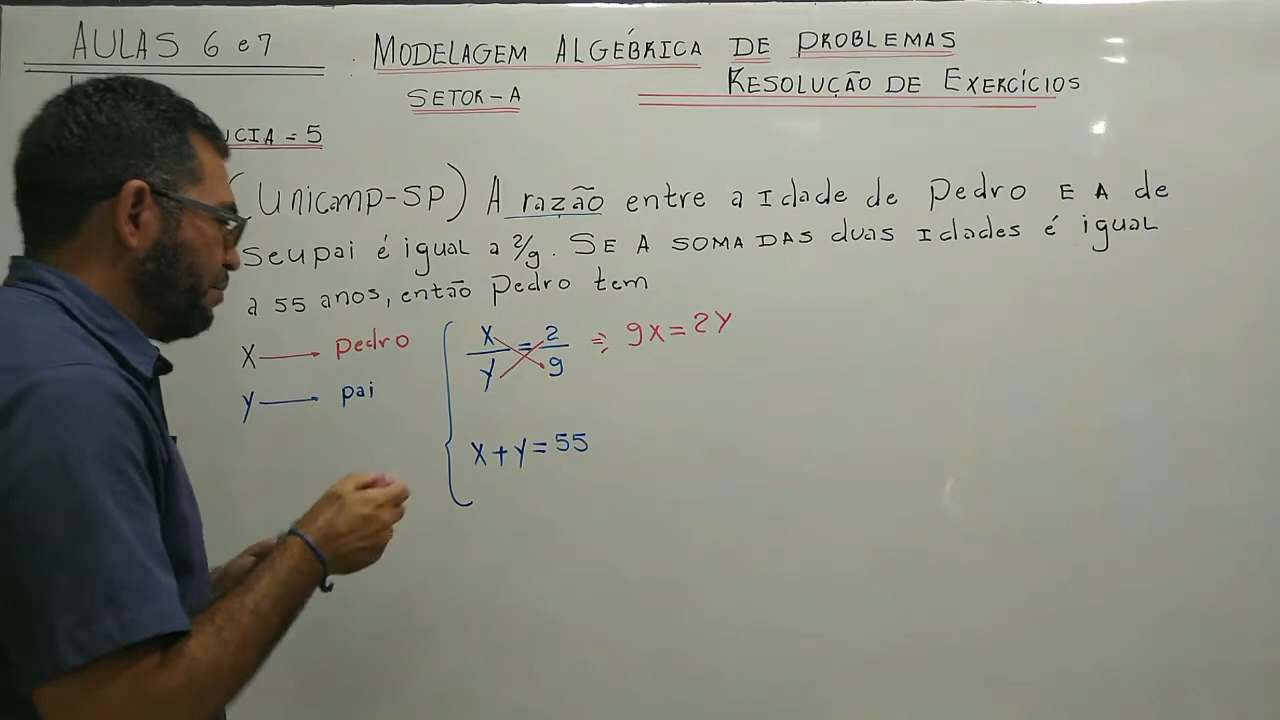 AULAS 6 e 7
MODELAGEM ALGÉBRICA DE PROBLEMAS
SETOR-A
RESOLUÇÃO DE EXERCÍCIOS
= 5
(Unicamp-SP) A razão entre a Idade de Pedro E A de
seu pai é igual a 2/9. SE A SOMA DAS duas Idades é igual
a 55 anos, então Pedro tem
X → pedro
Y → pai
X/Y = 2/9 ⇒ 9X = 2Y
X + Y = 55